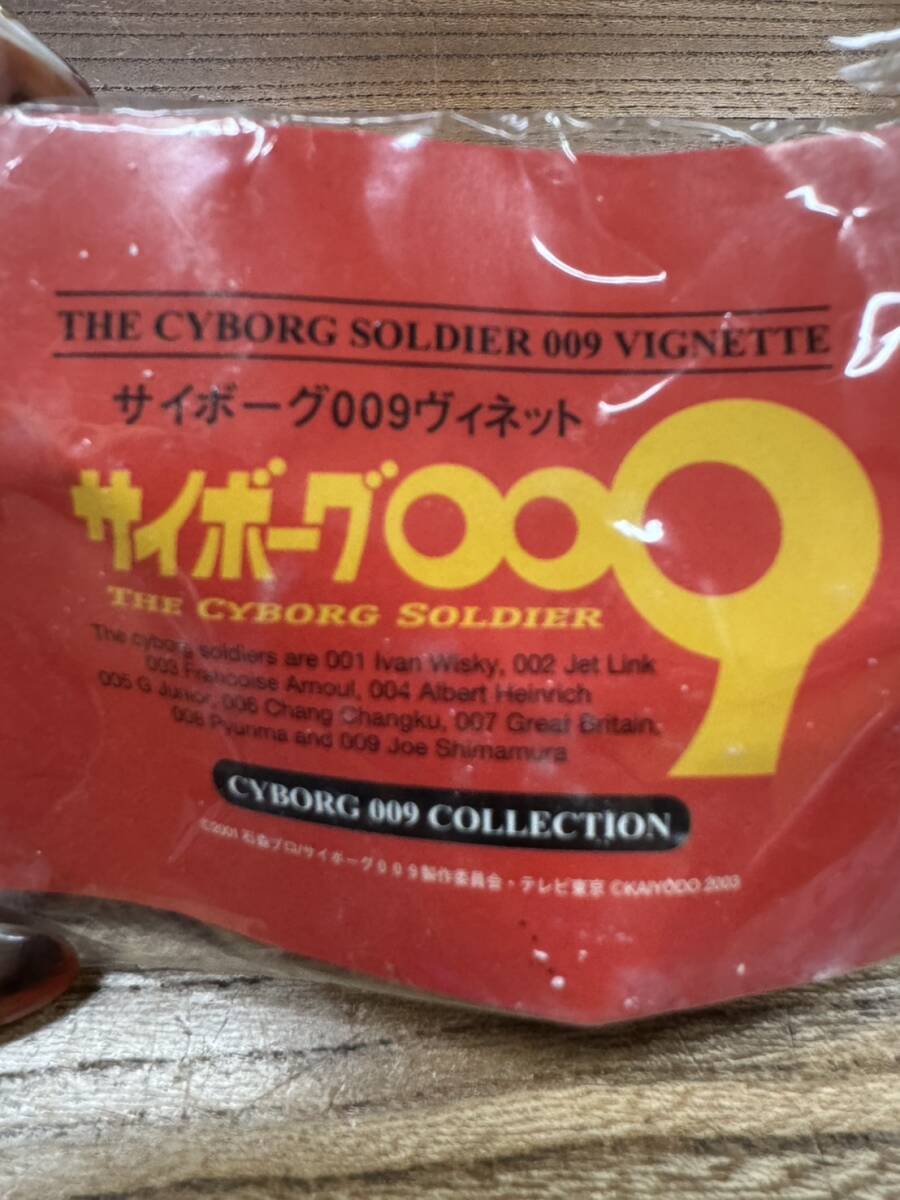 THE CYBORG SOLDIER 009 VIGNETTE
サイボーグ009ヴィネット
サイボーグ009
THE CYBORG SOLDIER
The cyborg soldiers are 001 Ivan Wisky, 002 Jet Link
003 Francoise Arnoul, 004 Albert Heinrich
005 G Junior, 006 Chang Changku, 007 Great Britain,
008 Pyunma and 009 Joe Shimamura
CYBORG 009 COLLECTION
©2001 石森プロ/サイボーグ009製作委員会・テレビ東京 ©KAIYODO 2003